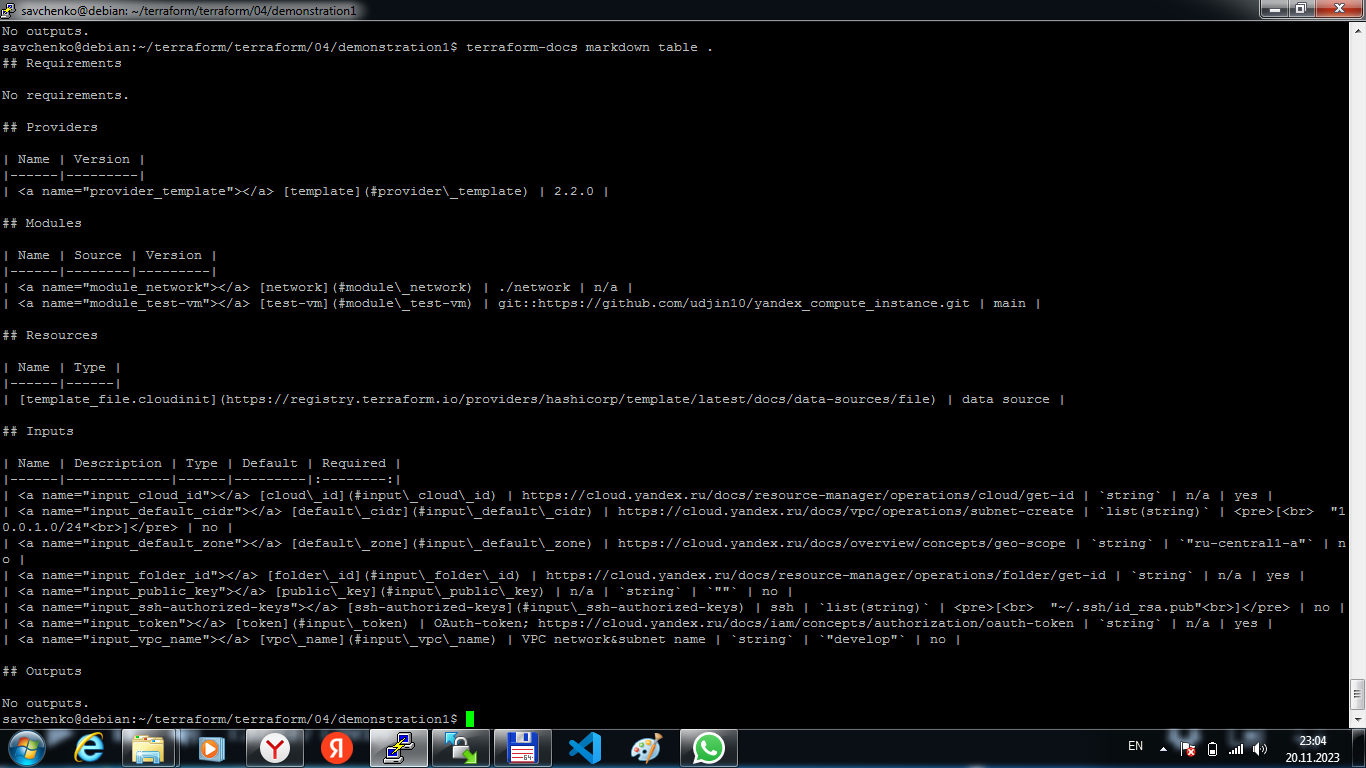 savchenko@debian: ~/terraform/terraform/04/demonstration1
No outputs.
savchenko@debian:~/terraform/terraform/04/demonstration1$ terraform-docs markdown table .
## Requirements
No requirements.
## Providers
| Name | Version |
|------|---------|
| <a name="provider_template"></a> [template](#provider\_template) | 2.2.0 |
## Modules
| Name | Source | Version |
|------|--------|---------|
| <a name="module_network"></a> [network](#module\_network) | ./network | n/a |
| <a name="module_test-vm"></a> [test-vm](#module\_test-vm) | git::https://github.com/udjin10/yandex_compute_instance.git | main |
## Resources
| Name | Type |
|------|------|
| [template_file.cloudinit](https://registry.terraform.io/providers/hashicorp/template/latest/docs/data-sources/file) | data source |
## Inputs
| Name | Description | Type | Default | Required |
|------|-------------|------|---------|:--------:|
| <a name="input_cloud_id"></a> [cloud\_id](#input\_cloud\_id) | https://cloud.yandex.ru/docs/resource-manager/operations/cloud/get-id | `string` | n/a | yes |
| <a name="input_default_cidr"></a> [default\_cidr](#input\_default\_cidr) | https://cloud.yandex.ru/docs/vpc/operations/subnet-create | `list(string)` | <pre>[<br>  "1
0.0.1.0/24"<br>]</pre> | no |
| <a name="input_default_zone"></a> [default\_zone](#input\_default\_zone) | https://cloud.yandex.ru/docs/overview/concepts/geo-scope | `string` | `"ru-central1-a"` | n
o |
| <a name="input_folder_id"></a> [folder\_id](#input\_folder\_id) | https://cloud.yandex.ru/docs/resource-manager/operations/folder/get-id | `string` | n/a | yes |
| <a name="input_public_key"></a> [public\_key](#input\_public\_key) | n/a | `string` | `""` | no |
| <a name="input_ssh-authorized-keys"></a> [ssh-authorized-keys](#input\_ssh-authorized-keys) | ssh | `list(string)` | <pre>[<br>  "~/.ssh/id_rsa.pub"<br>]</pre> | no |
| <a name="input_token"></a> [token](#input\_token) | OAuth-token; https://cloud.yandex.ru/docs/iam/concepts/authorization/oauth-token | `string` | n/a | yes |
| <a name="input_vpc_name"></a> [vpc\_name](#input\_vpc\_name) | VPC network&subnet name | `string` | `"develop"` | no |
## Outputs
No outputs.
savchenko@debian:~/terraform/terraform/04/demonstration1$
EN
23:04
20.11.2023
Я
64